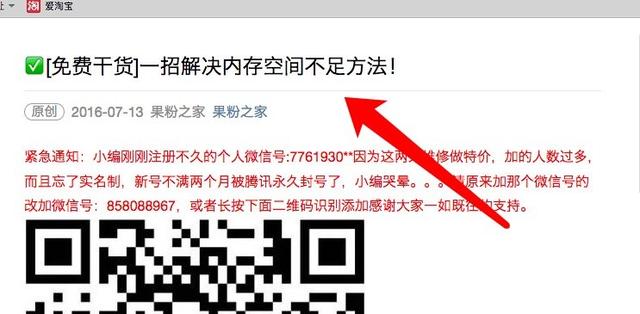 爱淘宝
✅[免费干货]一招解决内存空间不足方法！
原创 2016-07-13 果粉之家 果粉之家
紧急通知：小编刚刚注册不久的个人微信号:7761930**因为这两 维修做特价，加的人数过多，
而且忘了实名制，新号不满两个月被腾讯永久封号了，小编哭晕。。。 请原来加那个微信号的
改加微信号：858088967，或者长按下面二维码识别添加感谢大家一如既往的支持。